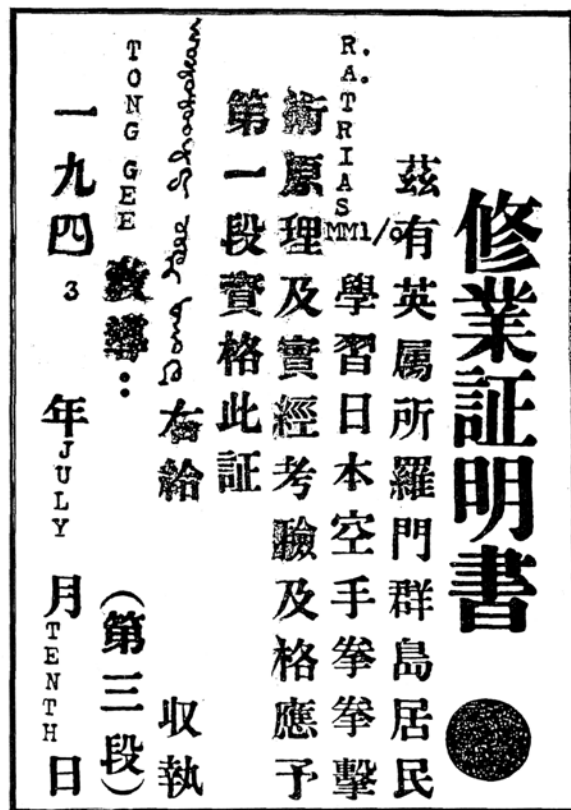 修業証明書
茲有英属所羅門群島居民
R.A.TRIAS MM1/c 學習日本空手拳拳擊
術原理及實經考驗及格應予
第一段資格此証
右給 收執
TONG GEE 教導：（第三段）
一九四3年JULY月TENTH日